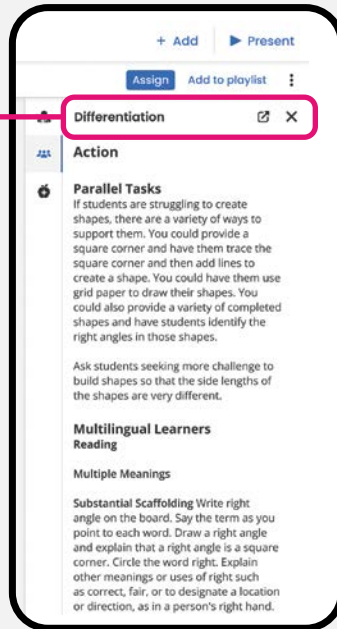 + Add
Present
Assign
Add to playlist
Differentiation
Action
Parallel Tasks
If students are struggling to create
shapes, there are a variety of ways to
support them. You could provide a
square corner and have them trace the
square corner and then add lines to
create a shape. You could have them use
grid paper to draw their shapes. You
could also provide a variety of completed
shapes and have students identify the
right angles in those shapes.
Ask students seeking more challenge to
build shapes so that the side lengths of
the shapes are very different.
Multilingual Learners
Reading
Multiple Meanings
Substantial Scaffolding Write right
angle on the board. Say the term as you
point to each word. Draw a right angle
and explain that a right angle is a square
corner. Circle the word right. Explain
other meanings or uses of right such
as correct, fair, or to designate a location
or direction, as in a person's right hand.